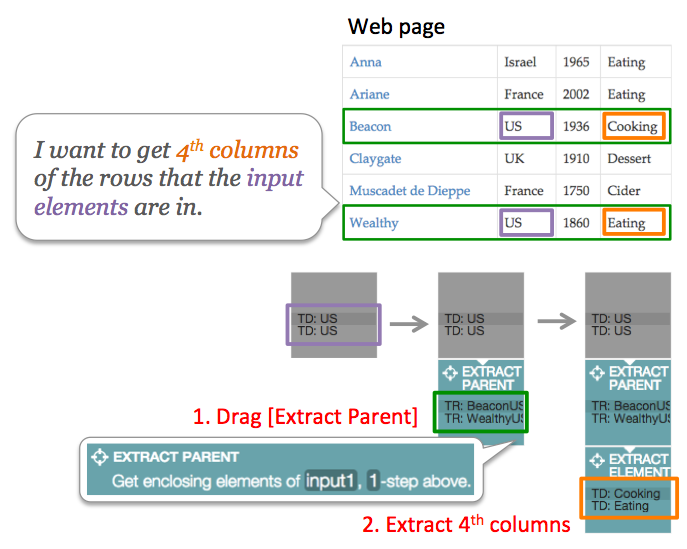 Web page
Anna Israel 1965 Eating
Ariane France 2002 Eating
Beacon US 1936 Cooking
Claygate UK 1910 Dessert
Muscadet de Dieppe France 1750 Cider
Wealthy US 1860 Eating
I want to get 4th columns
of the rows that the input
elements are in.
TD: US
TD: US
TD: US
TD: US
TD: US
TD: US
EXTRACT
PARENT
TR: BeaconUS
TR: WealthyUS
EXTRACT
PARENT
TR: BeaconUS
TR: WealthyUS
1. Drag [Extract Parent]
EXTRACT PARENT
Get enclosing elements of input1, 1-step above.
EXTRACT
ELEMENT
TD: Cooking
TD: Eating
2. Extract 4th columns